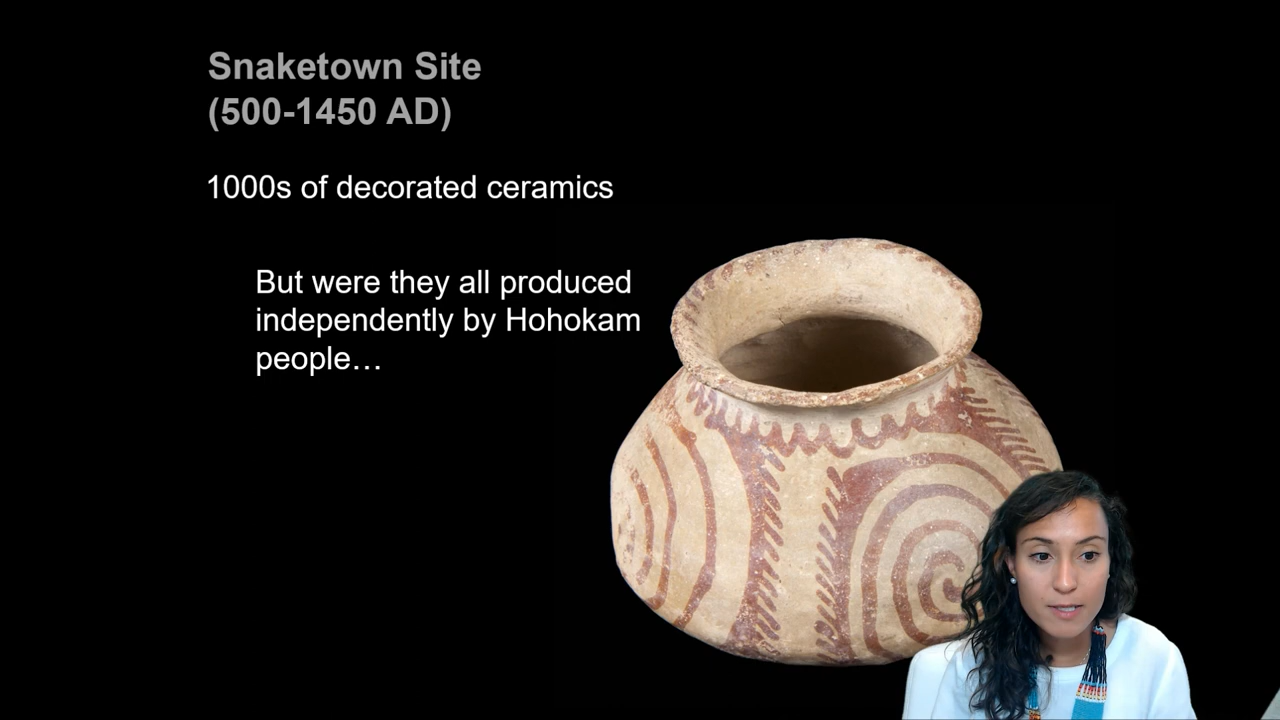 Snaketown Site
(500-1450 AD)
1000s of decorated ceramics
But were they all produced
independently by Hohokam
people…